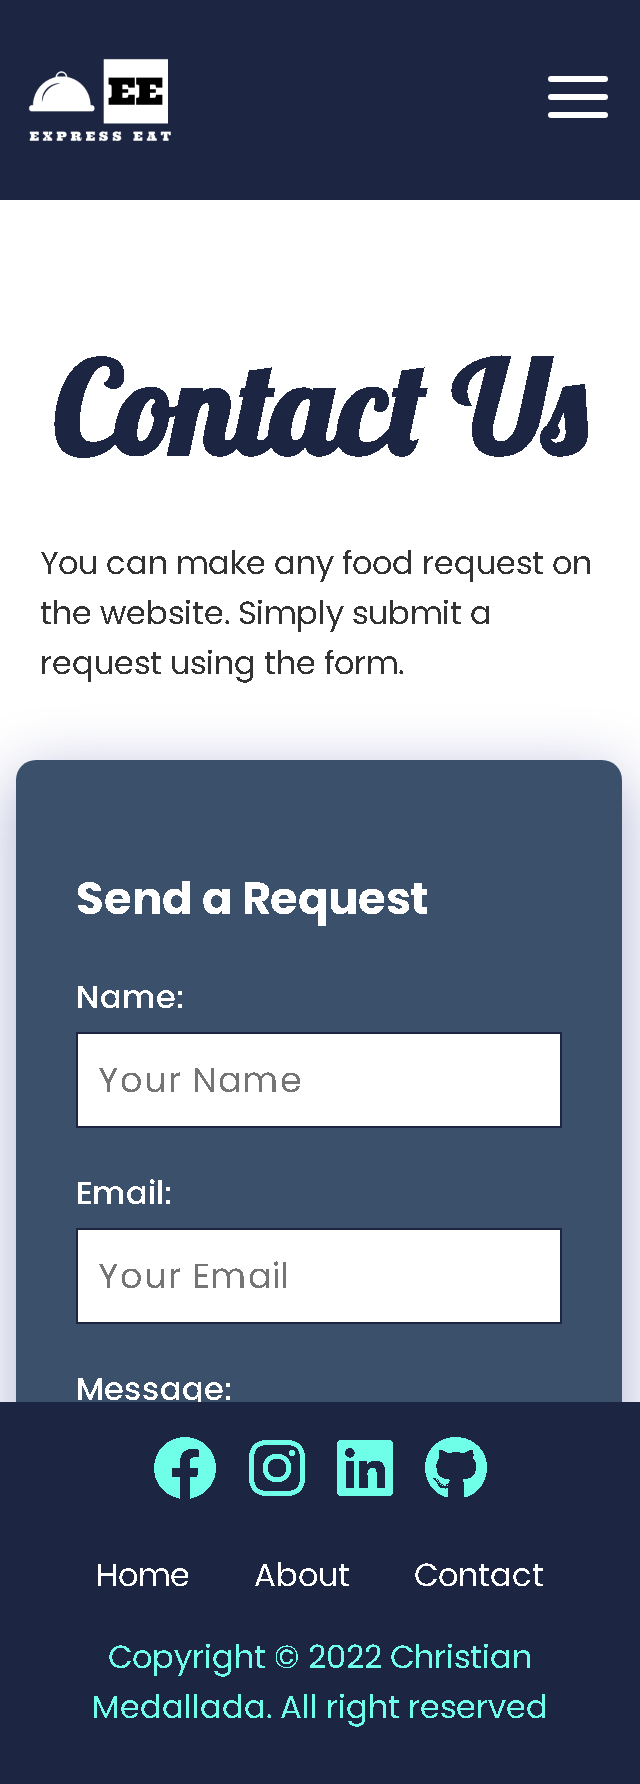 EE
EXPRESS EAT
Contact Us
You can make any food request on
the website. Simply submit a
request using the form.
Send a Request
Name:
Your Name
Email:
Your Email
Message:
Home About Contact
Copyright © 2022 Christian
Medallada. All right reserved